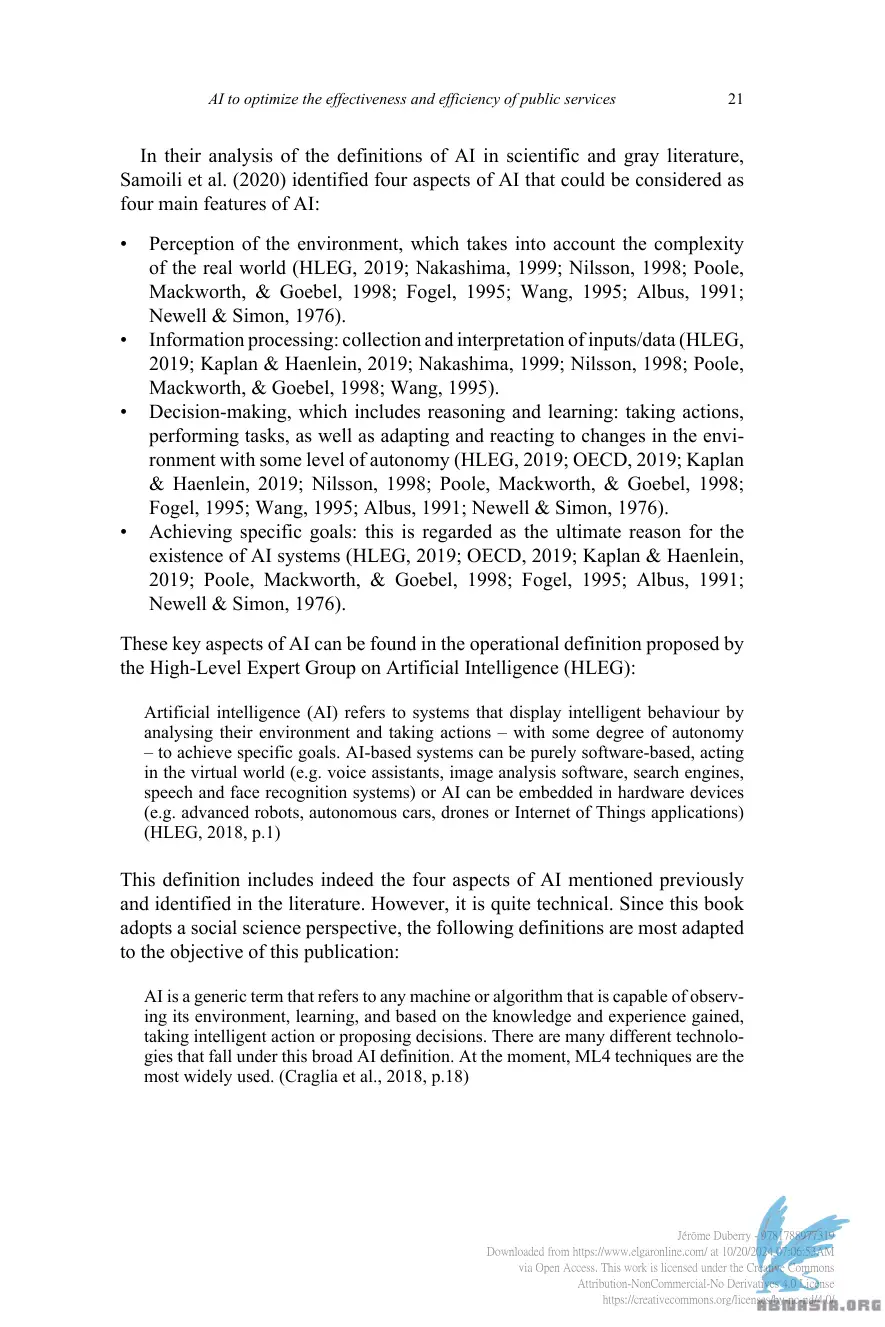 AI to optimize the effectiveness and efficiency of public services 21
In their analysis of the definitions of AI in scientific and gray literature,
Samoili et al. (2020) identified four aspects of AI that could be considered as
four main features of AI:
• Perception of the environment, which takes into account the complexity
of the real world (HLEG, 2019; Nakashima, 1999; Nilsson, 1998; Poole,
Mackworth, & Goebel, 1998; Fogel, 1995; Wang, 1995; Albus, 1991;
Newell & Simon, 1976).
• Information processing: collection and interpretation of inputs/data (HLEG,
2019; Kaplan & Haenlein, 2019; Nakashima, 1999; Nilsson, 1998; Poole,
Mackworth, & Goebel, 1998; Wang, 1995).
• Decision-making, which includes reasoning and learning: taking actions,
performing tasks, as well as adapting and reacting to changes in the envi-
ronment with some level of autonomy (HLEG, 2019; OECD, 2019; Kaplan
& Haenlein, 2019; Nilsson, 1998; Poole, Mackworth, & Goebel, 1998;
Fogel, 1995; Wang, 1995; Albus, 1991; Newell & Simon, 1976).
• Achieving specific goals: this is regarded as the ultimate reason for the
existence of AI systems (HLEG, 2019; OECD, 2019; Kaplan & Haenlein,
2019; Poole, Mackworth, & Goebel, 1998; Fogel, 1995; Albus, 1991;
Newell & Simon, 1976).
These key aspects of AI can be found in the operational definition proposed by
the High-Level Expert Group on Artificial Intelligence (HLEG):
Artificial intelligence (AI) refers to systems that display intelligent behaviour by
analysing their environment and taking actions – with some degree of autonomy
– to achieve specific goals. AI-based systems can be purely software-based, acting
in the virtual world (e.g. voice assistants, image analysis software, search engines,
speech and face recognition systems) or AI can be embedded in hardware devices
(e.g. advanced robots, autonomous cars, drones or Internet of Things applications)
(HLEG, 2018, p.1)
This definition includes indeed the four aspects of AI mentioned previously
and identified in the literature. However, it is quite technical. Since this book
adopts a social science perspective, the following definitions are most adapted
to the objective of this publication:
AI is a generic term that refers to any machine or algorithm that is capable of observ-
ing its environment, learning, and based on the knowledge and experience gained,
taking intelligent action or proposing decisions. There are many different technolo-
gies that fall under this broad AI definition. At the moment, ML4 techniques are the
most widely used. (Craglia et al., 2018, p.18)
Jérôme Duberry - 9781788977319
Downloaded from https://www.elgaronline.com/ at 10/20/2024 07:06:53AM
via Open Access. This work is licensed under the Creative Commons
Attribution-NonCommercial-No Derivatives 4.0 License
https://creativecommons.org/licenses/by-nc-nd/4.0/
ABTWASIA.ORG